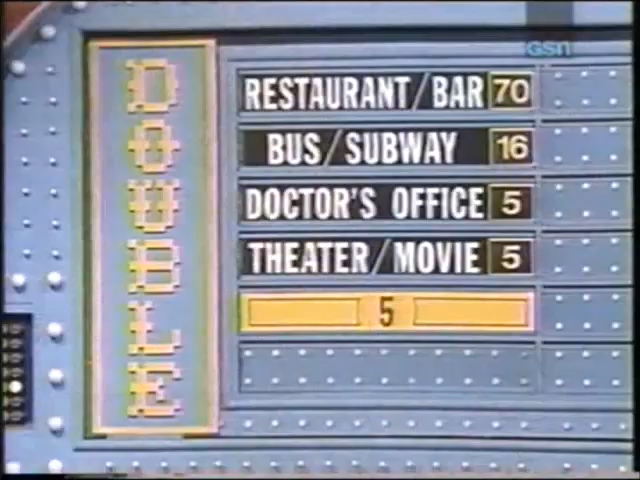 GSN
DOUBLE
RESTAURANT/BAR 70
BUS/SUBWAY 16
DOCTOR'S OFFICE 5
THEATER/MOVIE 5
5